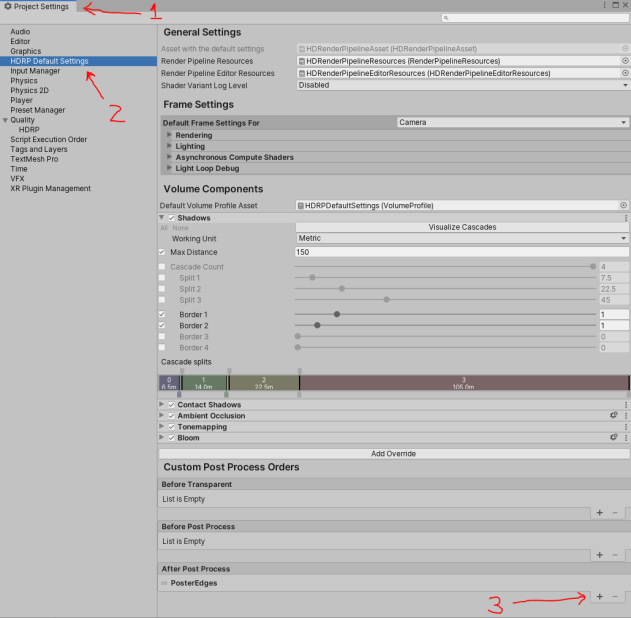 Project Settings
1
Audio
Editor
Graphics
HDRP Default Settings
Input Manager
Physics
Physics 2D
Player
Preset Manager
Quality
HDRP
Script Execution Order
Tags and Layers
TextMesh Pro
Time
VFX
XR Plugin Management
2
General Settings
Asset with the default settings HDRenderPipelineAsset (HDRenderPipelineAsset)
Render Pipeline Resources HDRenderPipelineResources (RenderPipelineResources)
Render Pipeline Editor Resources HDRenderPipelineEditorResources (HDRenderPipelineEditorResources)
Shader Variant Log Level Disabled
Frame Settings
Default Frame Settings For Camera
Rendering
Lighting
Asynchronous Compute Shaders
Light Loop Debug
Volume Components
Default Volume Profile Asset HDRPDefaultSettings (VolumeProfile)
Shadows
All None Visualize Cascades
Working Unit Metric
Max Distance 150
Cascade Count 4
Split 1 7.5
Split 2 22.5
Split 3 45
Border 1 1
Border 2 1
Border 3 0
Border 4 0
Cascade splits
0 1 2 3
6.5m 14.0m 22.5m 105.0m
Contact Shadows
Ambient Occlusion
Tonemapping
Bloom
Add Override
Custom Post Process Orders
Before Transparent
List is Empty
+ −
Before Post Process
List is Empty
+ −
After Post Process
PosterEdges
3 + −